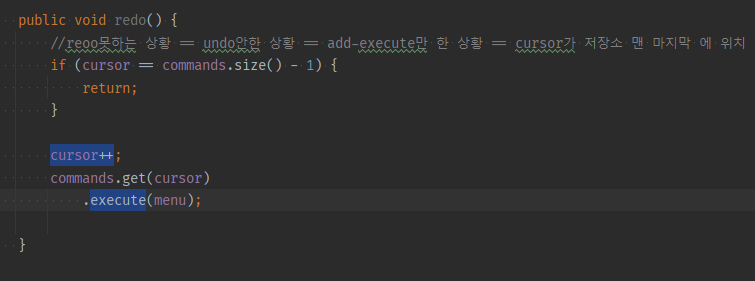 public void redo() {
//reoo못하는 상황 == undo안한 상황 == add-execute만 한 상황 == cursor가 저장소 맨 마지막 에 위치
if (cursor == commands.size() - 1) {
return;
}
cursor++;
commands.get(cursor)
.execute(menu);
}